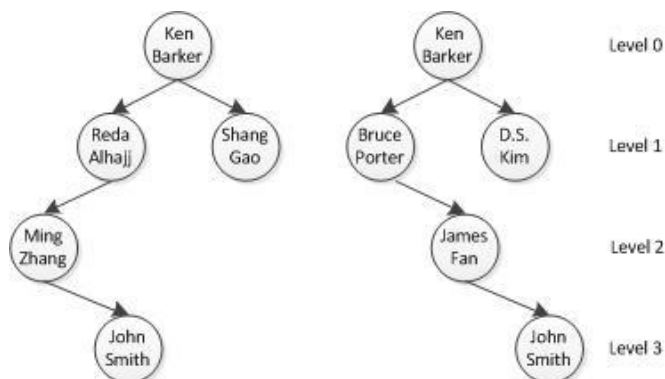 Ken
Barker
Ken
Barker
Level 0
Reda
Alhajj
Shang
Gao
Bruce
Porter
D.S.
Kim
Level 1
Ming
Zhang
James
Fan
Level 2
John
Smith
John
Smith
Level 3